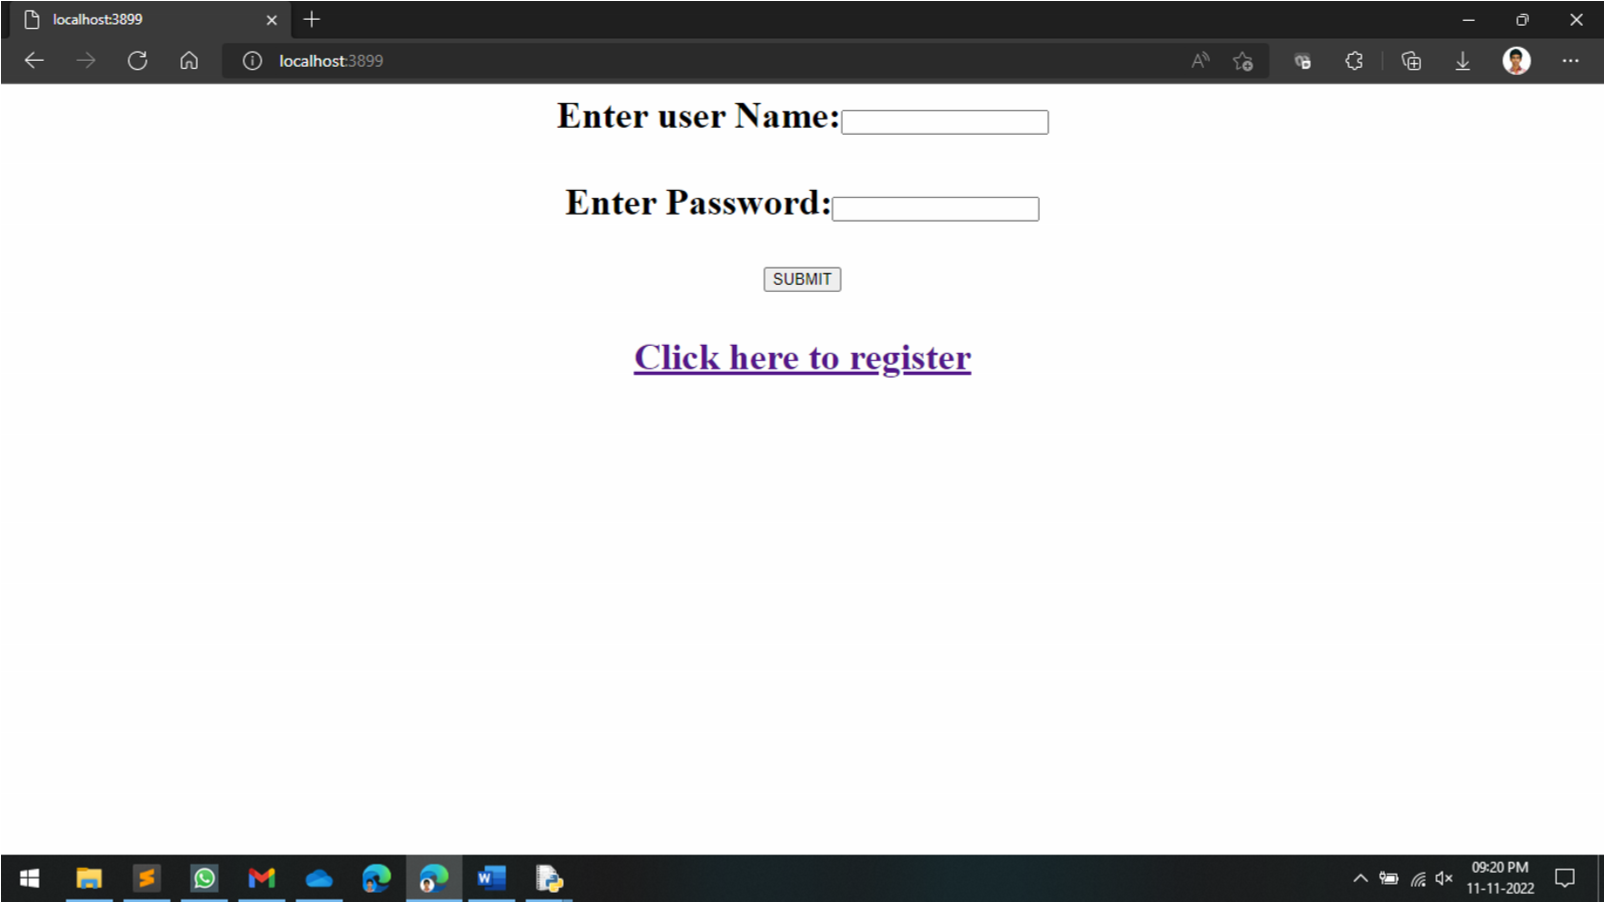 localhost:3899
localhost:3899
Enter user Name:
Enter Password:
SUBMIT
Click here to register
09:20 PM
11-11-2022